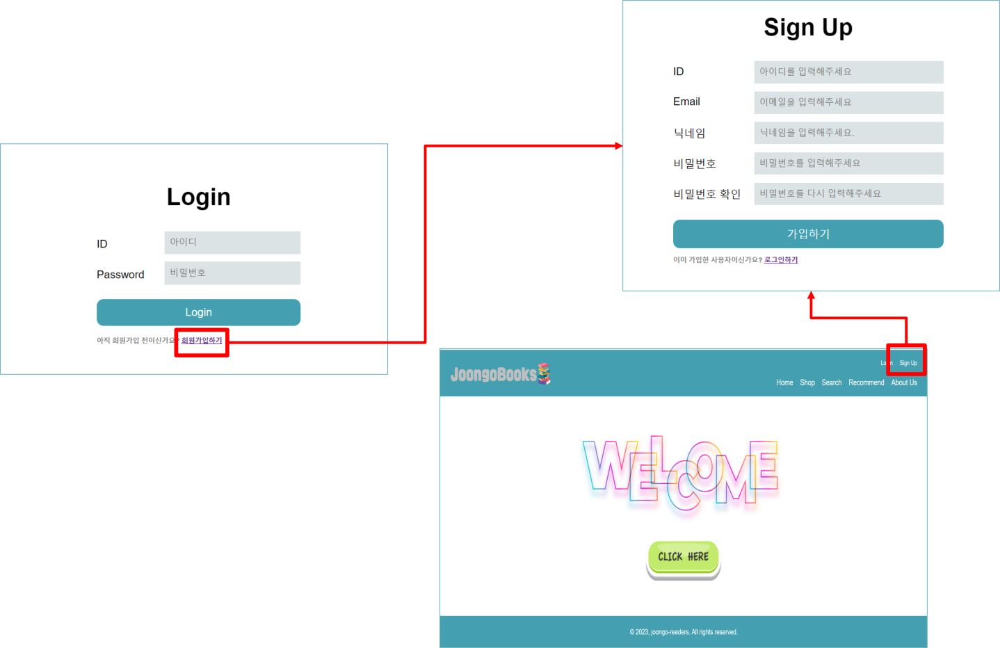 Sign Up
ID
아이디를 입력해주세요
Email
이메일을 입력해주세요
닉네임
닉네임을 입력해주세요.
비밀번호
비밀번호를 입력해주세요
비밀번호 확인
비밀번호를 다시 입력해주세요
가입하기
이미 가입한 사용자이신가요? 로그인하기
Login
ID
아이디
Password
비밀번호
Login
아직 회원가입 전이신가요? 회원가입하기
JoongoBooks
Sign Up
Home Shop Search Recommend About Us
WELCOME
CLICK HERE
© 2023, joongo-readers. All rights reserved.